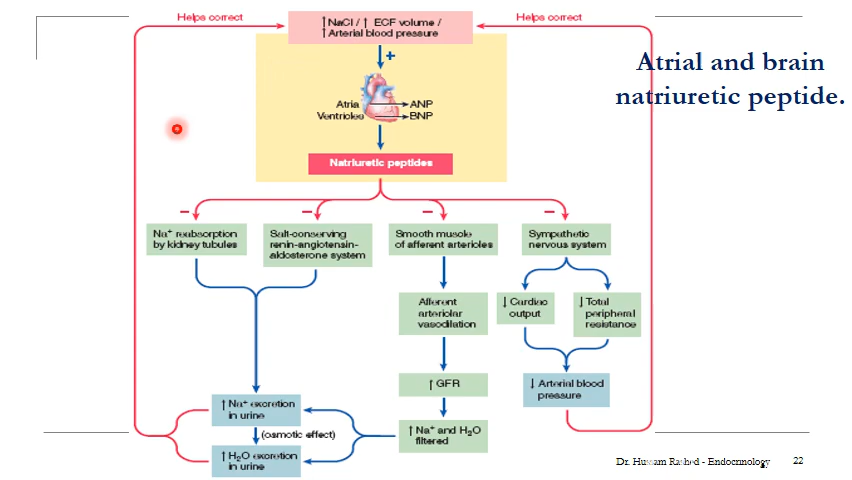 Helps correct
↑NaCl / ↑ ECF volume /
↑Arterial blood pressure
Helps correct
Atrial and brain
natriuretic peptide.
+
Atria
ANP
Ventricles
BNP
Natriuretic peptides
− − − −
Na⁺ reabsorption
by kidney tubules
Salt-conserving
renin-angiotensin-
aldosterone system
Smooth muscle
of afferent arterioles
Sympathetic
nervous system
Afferent
arteriolar
vasodilation
↓ Cardiac
output
↓ Total
peripheral
resistance
↑ GFR
↓ Arterial blood
pressure
↑ Na⁺ excretion
in urine
(osmotic effect)
↑ H₂O excretion
in urine
↑ Na⁺ and H₂O
filtered
Dr. Hussam Rashed - Endocrinology
22